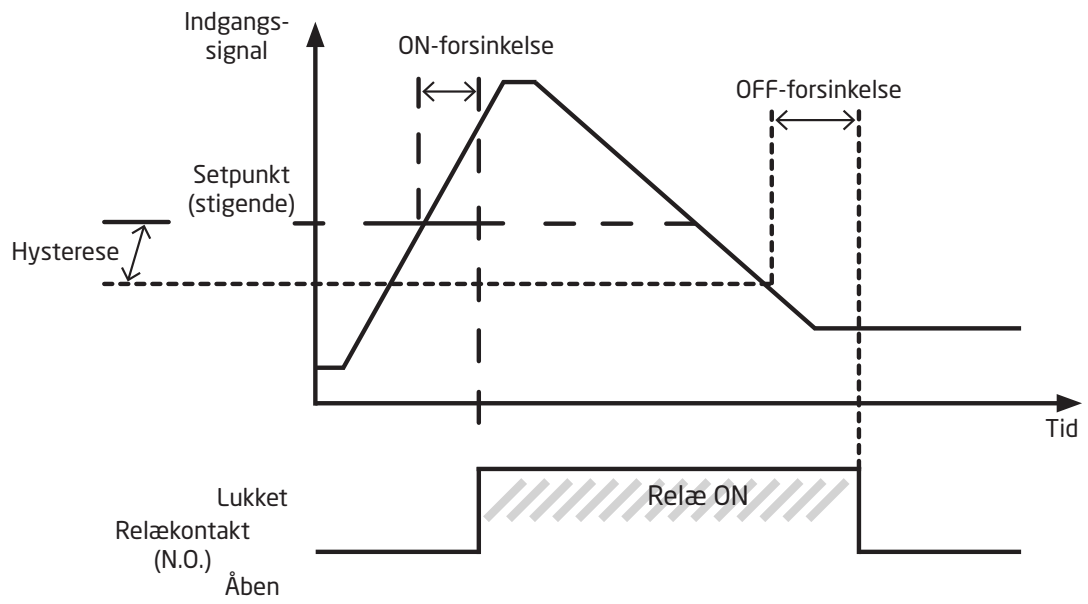 Indgangs-
signal
ON-forsinkelse
OFF-forsinkelse
Setpunkt
(stigende)
Hysterese
Tid
Lukket
Relæ ON
Relækontakt
(N.O.)
Åben